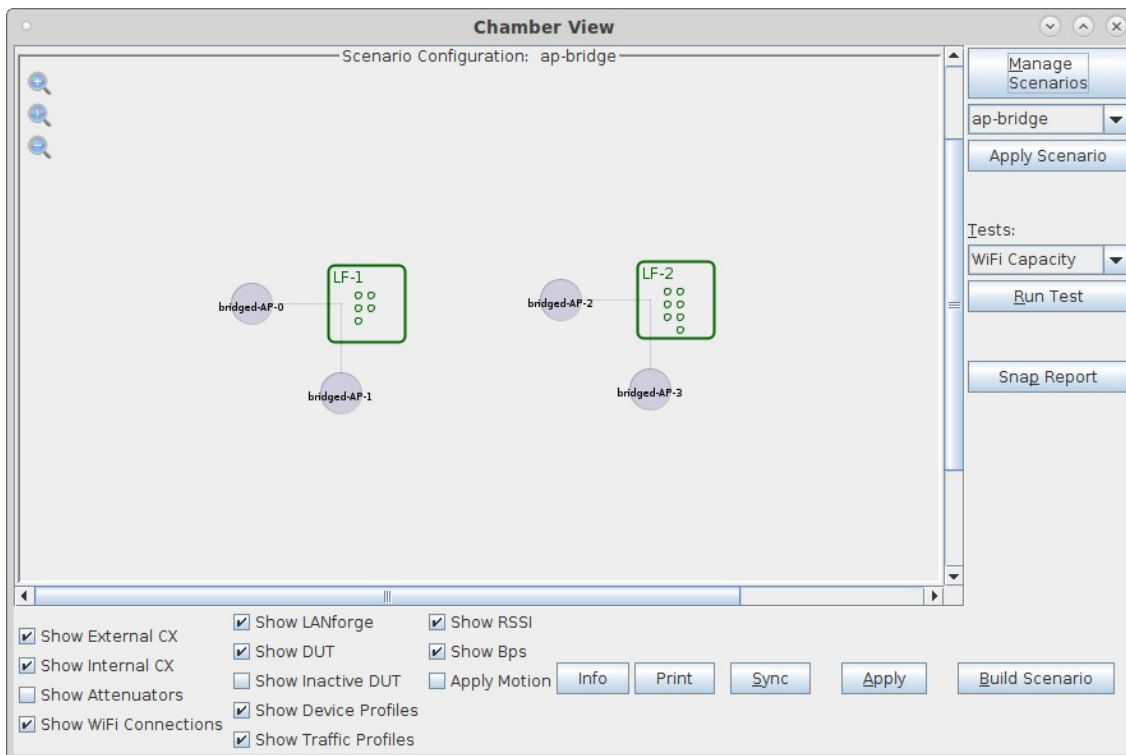 Chamber View
Scenario Configuration: ap-bridge
Manage
Scenarios
ap-bridge
Apply Scenario
Tests:
WiFi Capacity
Run Test
Snap Report
LF-1
bridged-AP-0
bridged-AP-1
LF-2
bridged-AP-2
bridged-AP-3
Show External CX
Show Internal CX
Show Attenuators
Show WiFi Connections
Show LANforge
Show DUT
Show Inactive DUT
Show Device Profiles
Show Traffic Profiles
Show RSSI
Show Bps
Apply Motion
Info
Print
Sync
Apply
Build Scenario